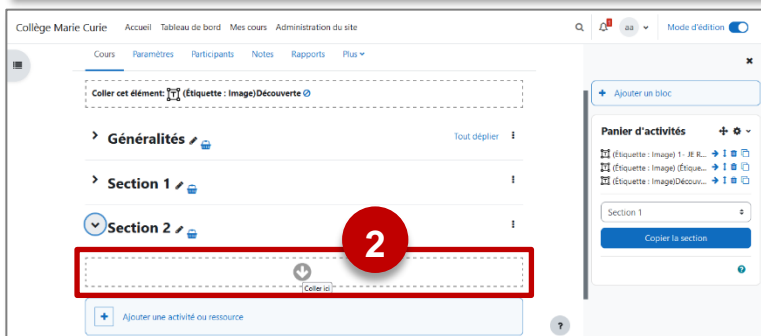 Collège Marie Curie Accueil Tableau de bord Mes cours Administration du site aa Mode d'édition
Cours Paramètres Participants Notes Rapports Plus
Coller cet élément: (Étiquette : Image)Découverte
Généralités Tout déplier
Section 1
Section 2
2
Coller ici
+ Ajouter une activité ou ressource
?
+ Ajouter un bloc
Panier d'activités
(Étiquette : Image) 1- JE R...
(Étiquette : Image) (Étique...
(Étiquette : Image)Découv...
Section 1
Copier la section
?